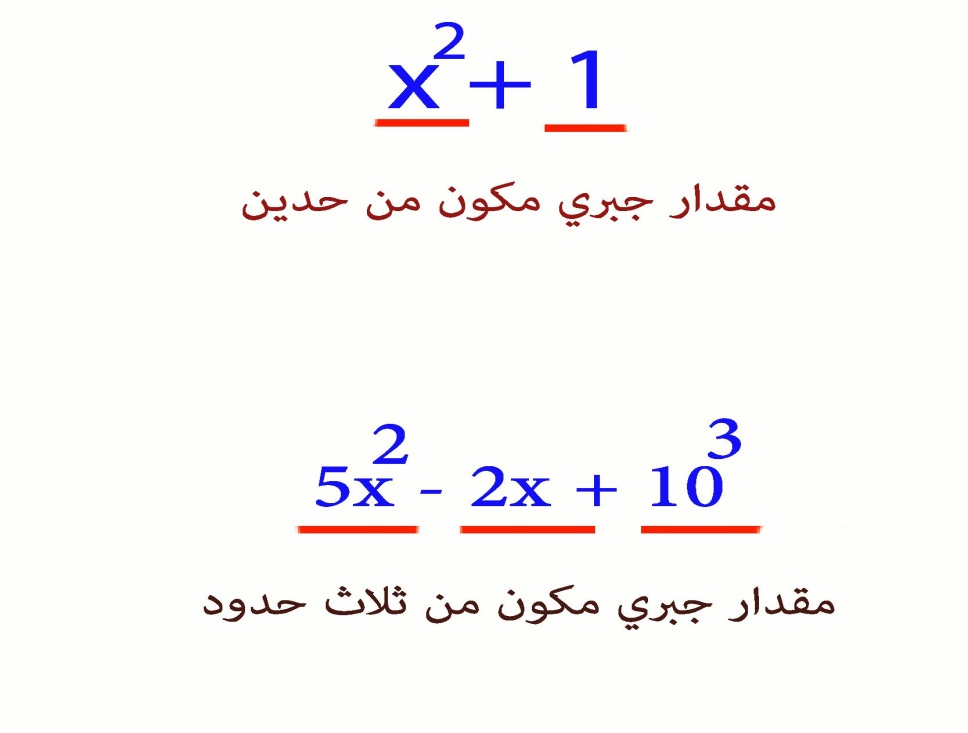 x² + 1
مقدار جبري مكون من حدين
5x² - 2x + 10³
مقدار جبري مكون من ثلاث حدود